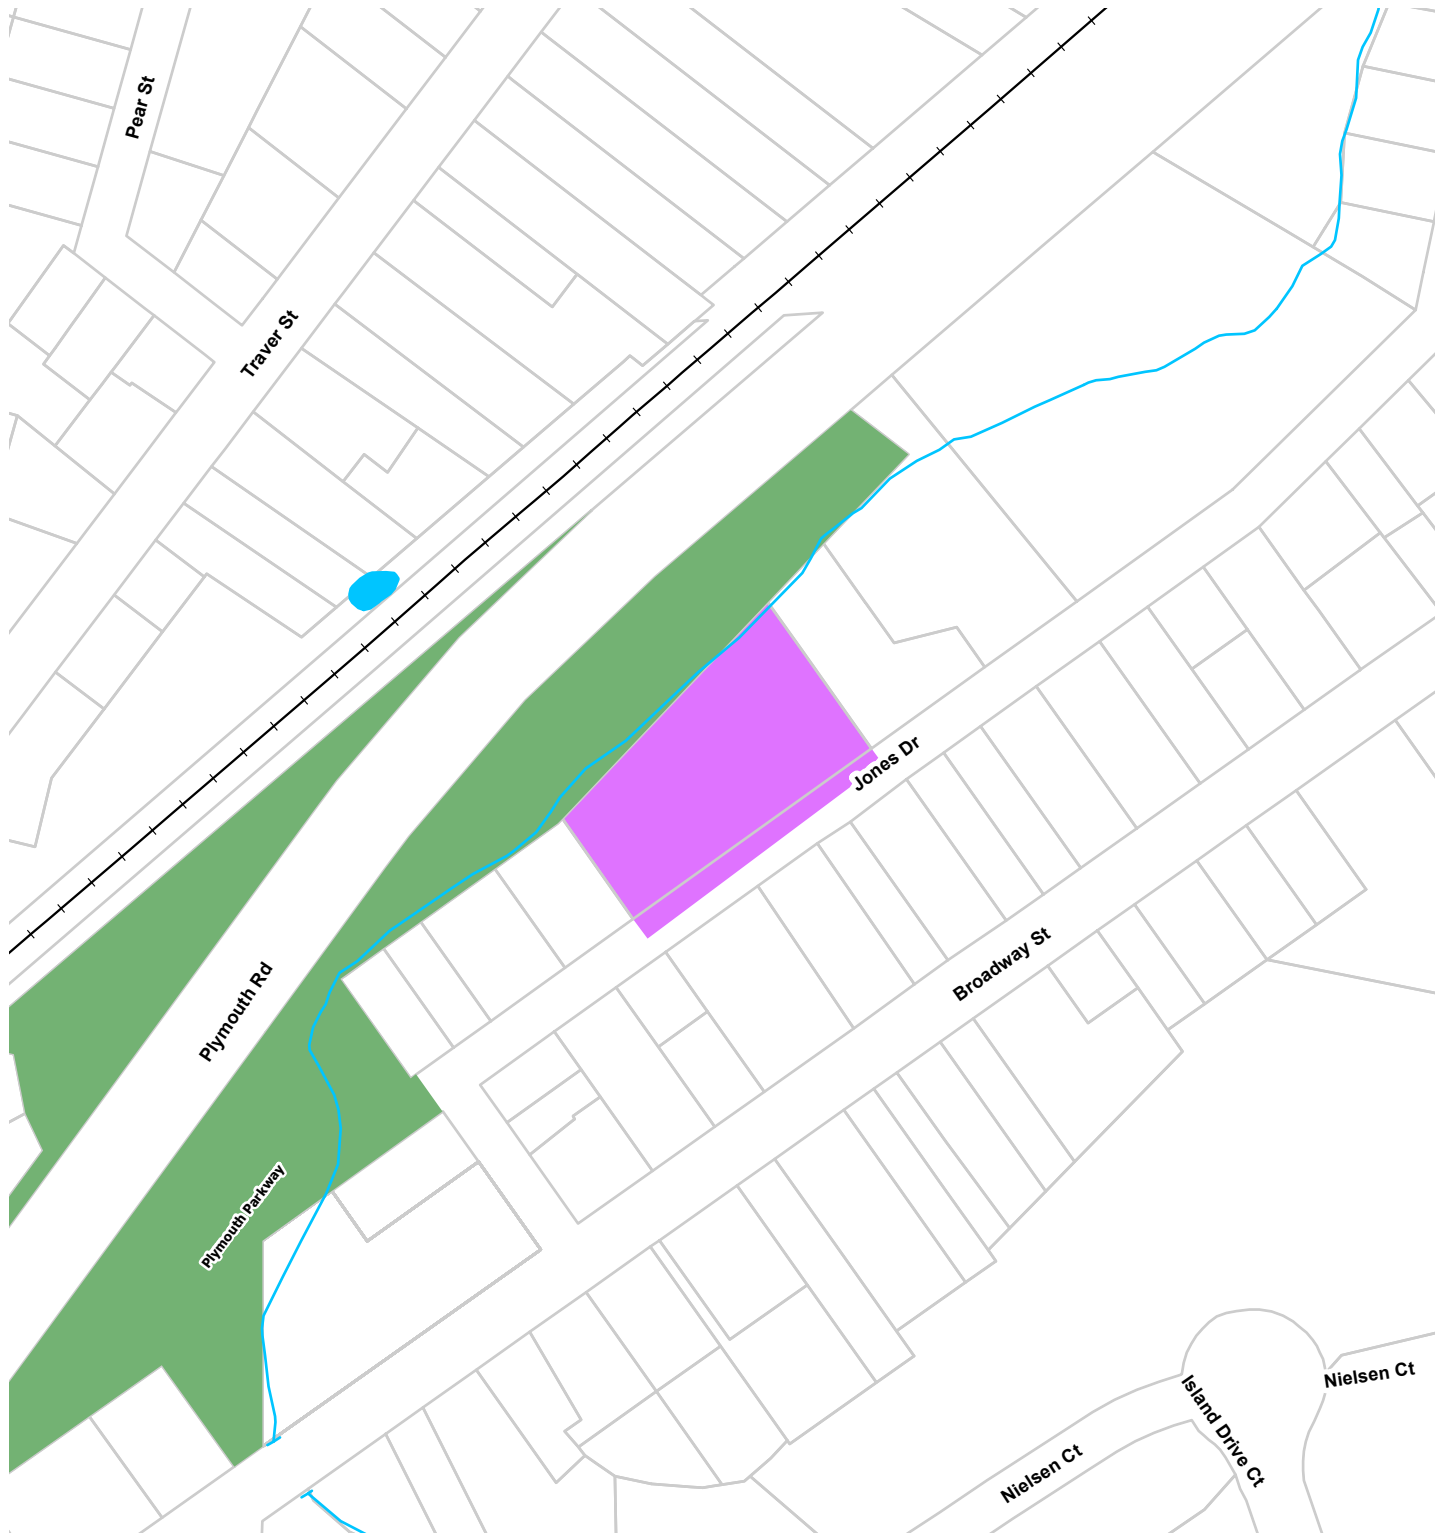 Pear St
Traver St
Jones Dr
Broadway St
Plymouth Rd
Plymouth Parkway
Nielsen Ct
Island Drive Ct
Nielsen Ct